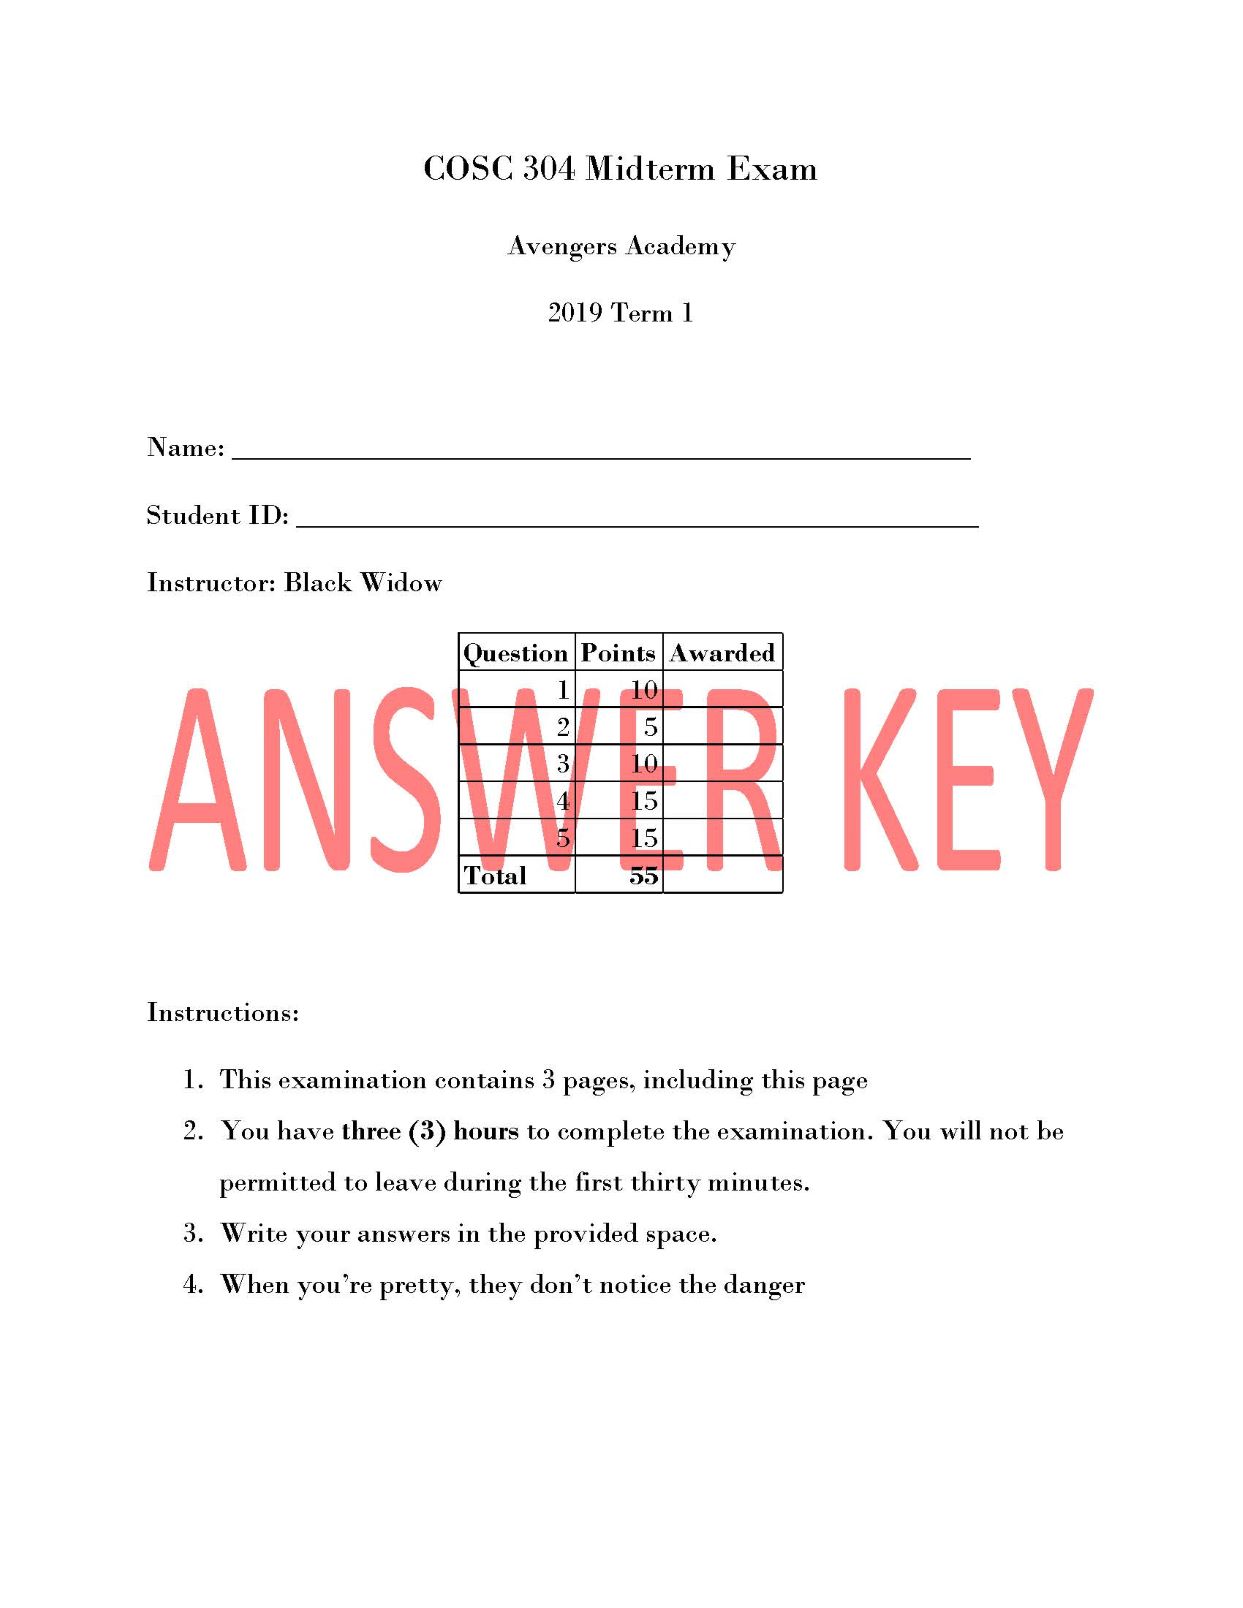 COSC 304 Midterm Exam
Avengers Academy
2019 Term 1
Name: ___________________________________________
Student ID: ________________________________________
Instructor: Black Widow
Question Points Awarded
1 10
2 5
3 10
4 15
5 15
Total 55
ANSWER KEY
Instructions:
1. This examination contains 3 pages, including this page
2. You have three (3) hours to complete the examination. You will not be
permitted to leave during the first thirty minutes.
3. Write your answers in the provided space.
4. When you're pretty, they don't notice the danger